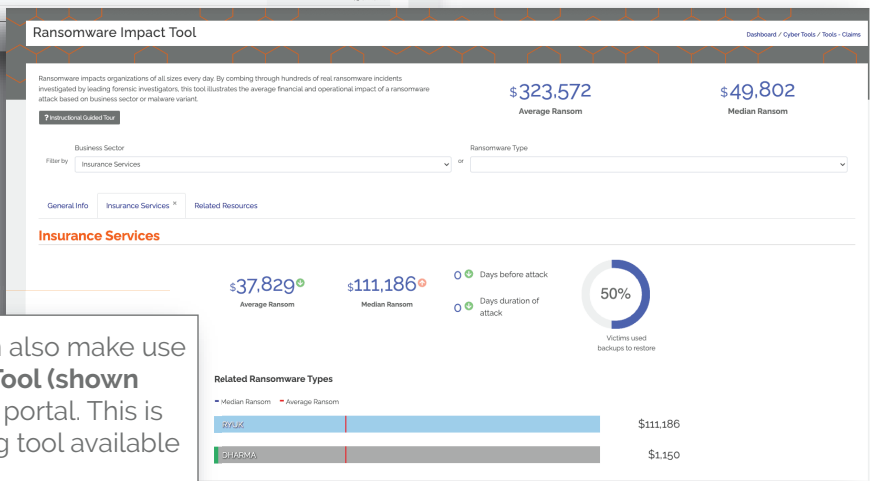 Ransomware Impact Tool
Dashboard / Cyber Tools / Tools - Claims
Ransomware impacts organizations of all sizes every day. By combing through hundreds of real ransomware incidents
investigated by leading forensic investigators, this tool illustrates the average financial and operational impact of a ransomware
attack based on business sector or malware variant.
? Instructional Guided Tour
$323,572
Average Ransom
$49,802
Median Ransom
Business Sector
Ransomware Type
Filter by
Insurance Services
or
General Info
Insurance Services ×
Related Resources
Insurance Services
$37,829
Average Ransom
$111,186
Median Ransom
0 Days before attack
0 Days duration of
attack
50%
Victims used
backups to restore
also make use
Tool (shown
portal. This is
tool available
Related Ransomware Types
Median Ransom
Average Ransom
RYUK
$111,186
DHARMA
$1,150